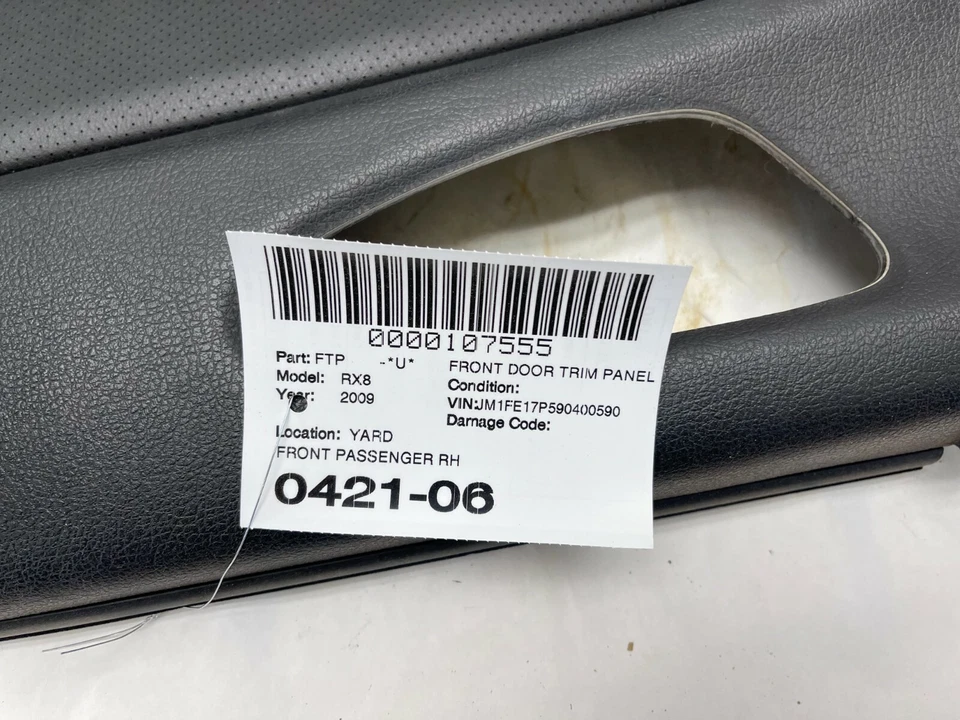 0000107555
Part: FTP -*U* FRONT DOOR TRIM PANEL
Model: RX8 Condition:
Year: 2009 VIN:JM1FE17P590400590
Damage Code:
Location: YARD
FRONT PASSENGER RH
0421-06